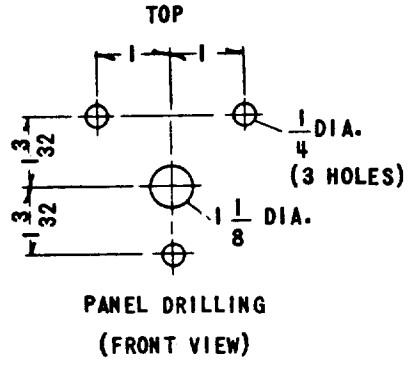 TOP
1 1
1/4 DIA.
(3 HOLES)
1 3/32
1 3/32
1 1/8 DIA.
PANEL DRILLING
(FRONT VIEW)